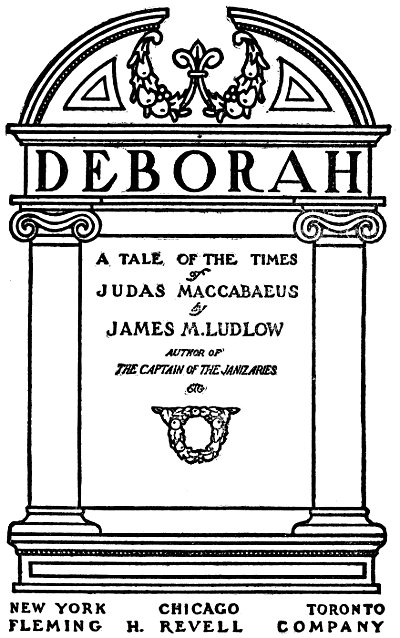 DEBORAH
A TALE OF THE TIMES
of
JUDAS MACCABAEUS
by
JAMES M. LUDLOW
AUTHOR OF
THE CAPTAIN OF THE JANIZARIES
ETC
NEW YORK CHICAGO TORONTO
FLEMING H. REVELL COMPANY